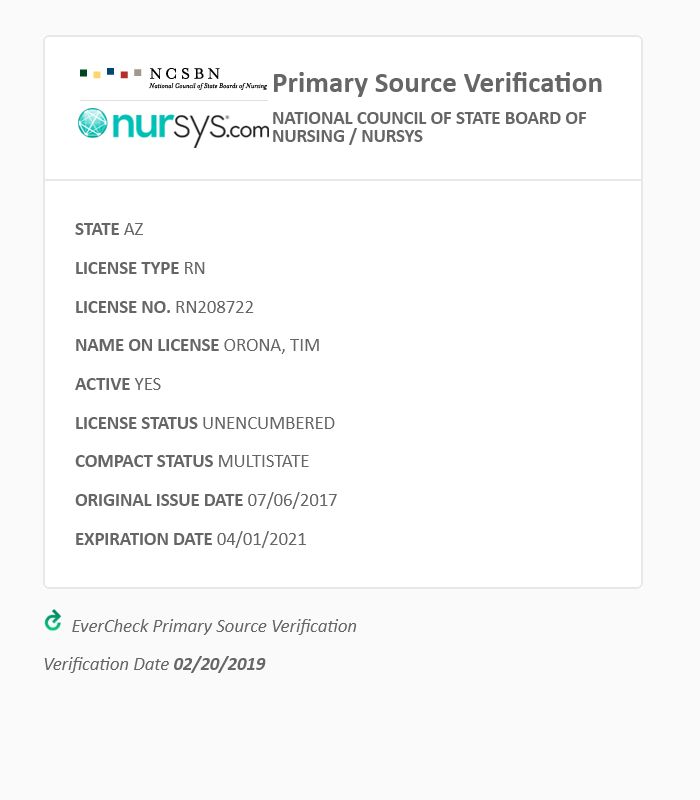 NCSBN
National Council of State Boards of Nursing
nursys.com
Primary Source Verification
NATIONAL COUNCIL OF STATE BOARD OF
NURSING / NURSYS
STATE AZ
LICENSE TYPE RN
LICENSE NO. RN208722
NAME ON LICENSE ORONA, TIM
ACTIVE YES
LICENSE STATUS UNENCUMBERED
COMPACT STATUS MULTISTATE
ORIGINAL ISSUE DATE 07/06/2017
EXPIRATION DATE 04/01/2021
EverCheck Primary Source Verification
Verification Date 02/20/2019